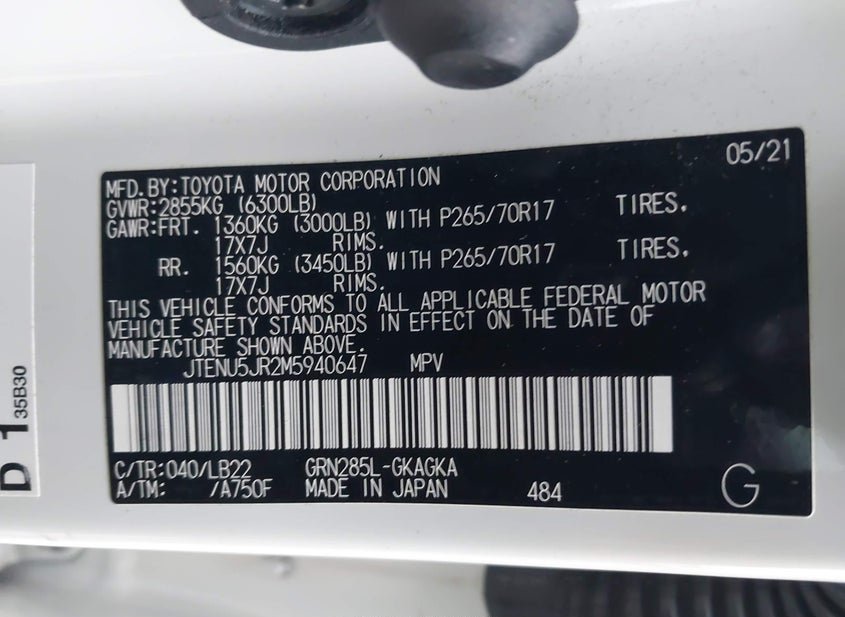 05/21
MFD.BY:TOYOTA MOTOR CORPORATION
GVWR:2855KG (6300LB)
GAWR:FRT. 1360KG (3000LB) WITH P265/70R17 TIRES.
17X7J RIMS.
RR. 1560KG (3450LB) WITH P265/70R17 TIRES.
17X7J RIMS.
THIS VEHICLE CONFORMS TO ALL APPLICABLE FEDERAL MOTOR
VEHICLE SAFETY STANDARDS IN EFFECT ON THE DATE OF
MANUFACTURE SHOWN ABOVE.
JTENU5JR2M5940647 MPV
C/TR:040/LB22 GRN285L-GKAGKA
A/TM: /A750F MADE IN JAPAN 484
G
D 1
35B30